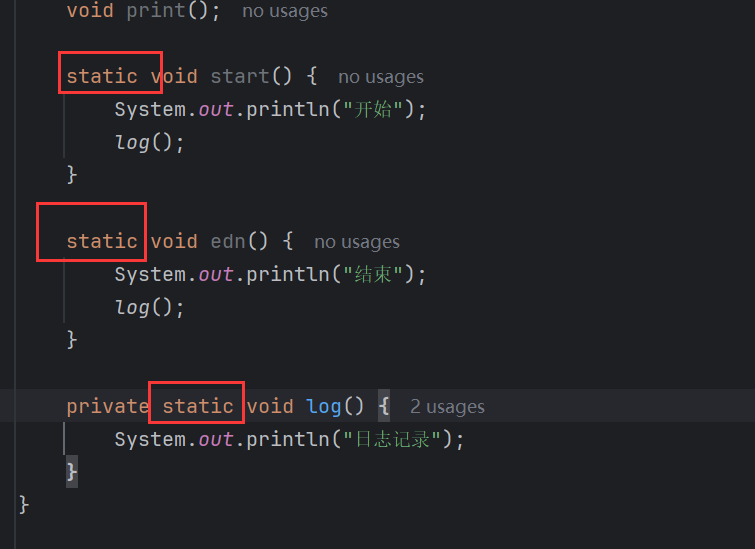 void print(); no usages
static void start() { no usages
System.out.println("开始");
log();
}
static void edn() { no usages
System.out.println("结束");
log();
}
private static void log() { 2 usages
System.out.println("日志记录");
}
}